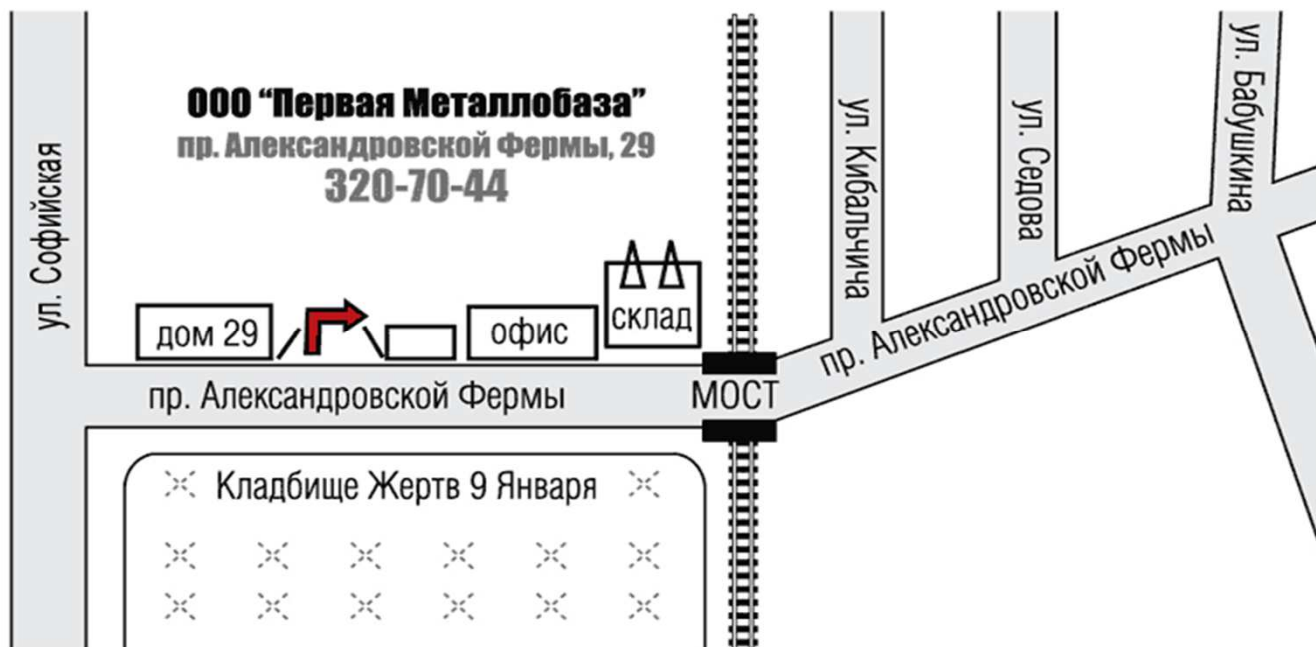 ООО “Первая Металлобаза”
пр. Александровской Фермы, 29
320-70-44
ул. Софийская
ул. Кибальчича
ул. Седова
ул. Бабушкина
дом 29
офис
склад
пр. Александровской Фермы
МОСТ
пр. Александровской Фермы
Кладбище Жертв 9 Января